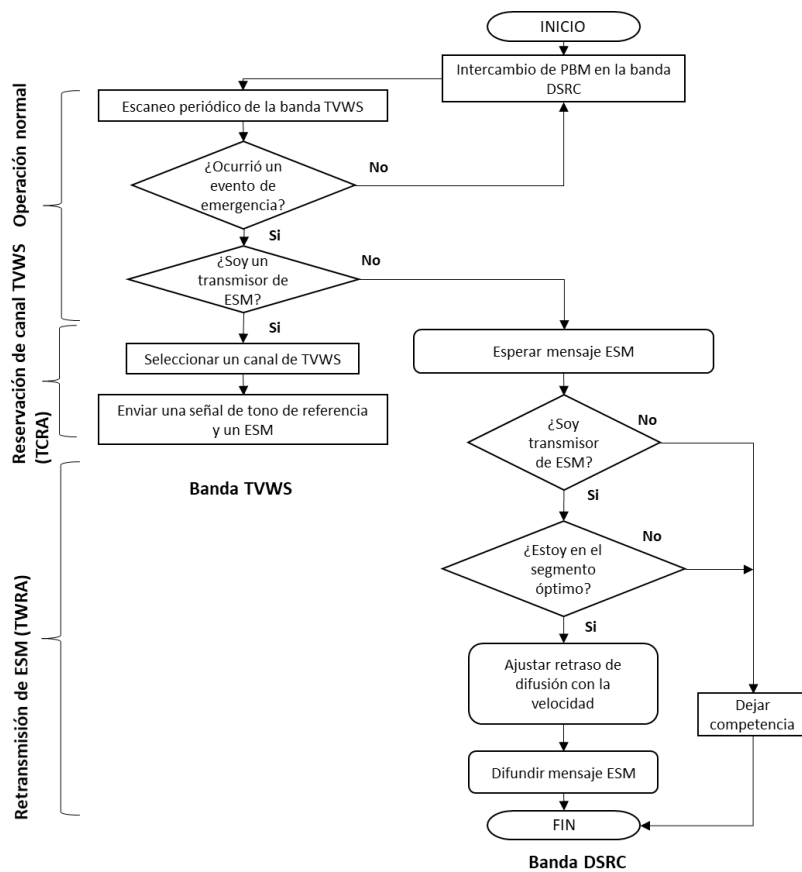 INICIO
Intercambio de PBM en la banda
DSRC
Escaneo periódico de la banda TVWS
¿Ocurrió un
evento de
emergencia?
No
Si
¿Soy un
transmisor de
ESM?
No
Si
Seleccionar un canal de TVWS
Enviar una señal de tono de referencia
y un ESM
Banda TVWS
Esperar mensaje ESM
¿Soy
transmisor
de ESM?
No
Si
¿Estoy en el
segmento
óptimo?
No
Si
Ajustar retraso de
difusión con la
velocidad
Dejar
competencia
Difundir mensaje ESM
FIN
Banda DSRC
Operación normal
Reservación de canal TVWS
(TCRA)
Retransmisión de ESM (TWRA)